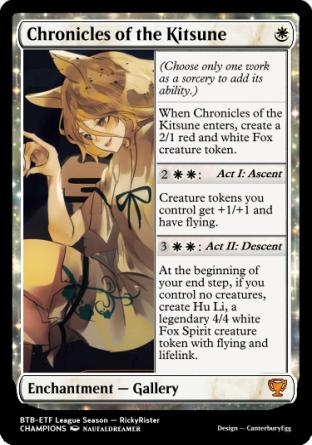 Chronicles of the Kitsune
(Choose only one work
as a sorcery to add its
ability.)
When Chronicles of the
Kitsune enters, create a
2/1 red and white Fox
creature token.
2 : Act I: Ascent
Creature tokens you
control get +1/+1 and
have flying.
3 : Act II: Descent
At the beginning of
your end step, if you
control no creatures,
create Hu Li, a
legendary 4/4 white
Fox Spirit creature
token with flying and
lifelink.
Enchantment — Gallery
BTB-ETF League Season — RickyRister
CHAMPIONS NAUTALDREAMER
Design — CanterburyEgg